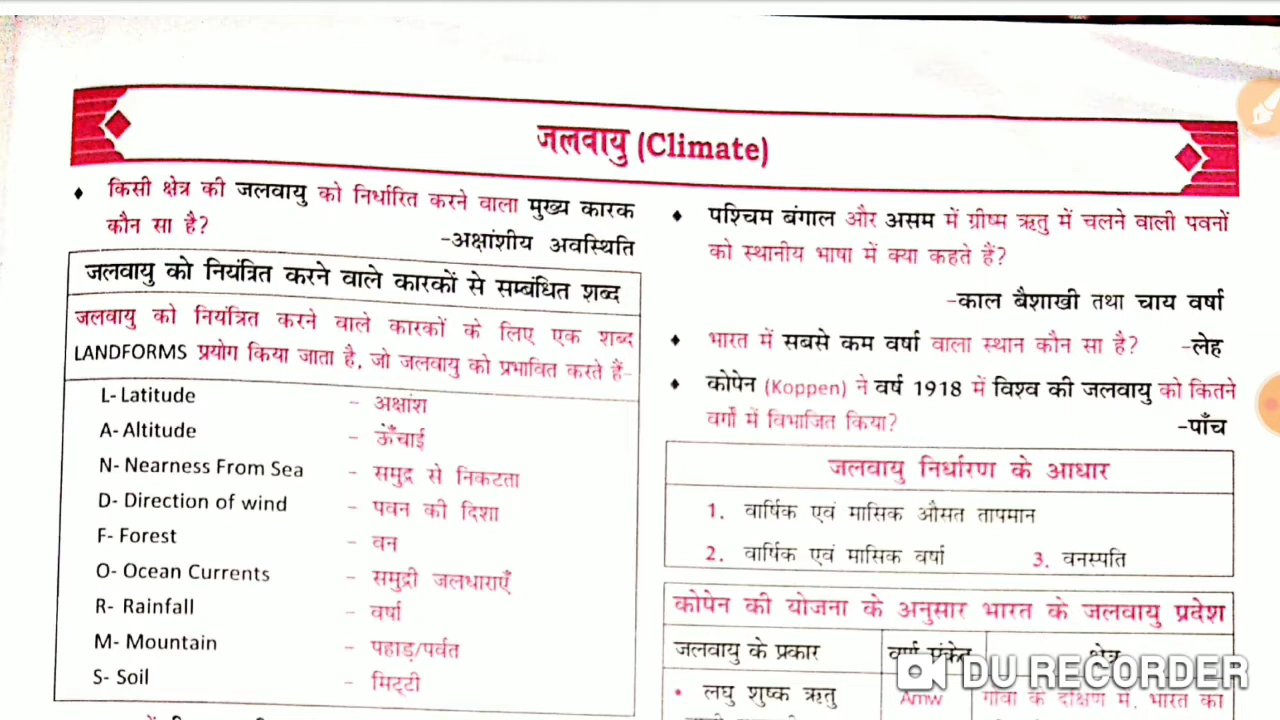 जलवायु (Climate)
♦ किसी क्षेत्र की जलवायु को निर्धारित करने वाला मुख्य कारक
कौन सा है?
-अक्षांशीय अवस्थिति
जलवायु को नियंत्रित करने वाले कारकों से सम्बंधित शब्द
जलवायु को नियंत्रित करने वाले कारकों के लिए एक शब्द
LANDFORMS प्रयोग किया जाता है, जो जलवायु को प्रभावित करते हैं-
L- Latitude - अक्षांश
A- Altitude - ऊँचाई
N- Nearness From Sea - समुद्र से निकटता
D- Direction of wind - पवन की दिशा
F- Forest - वन
O- Ocean Currents - समुद्री जलधाराएँ
R- Rainfall - वर्षा
M- Mountain - पहाड़/पर्वत
S- Soil - मिट्टी
♦ पश्चिम बंगाल और असम में ग्रीष्म ऋतु में चलने वाली पवनों
को स्थानीय भाषा में क्या कहते हैं?
-काल बैशाखी तथा चाय वर्षा
♦ भारत में सबसे कम वर्षा वाला स्थान कौन सा है? -लेह
♦ कोपेन (Koppen) ने वर्ष 1918 में विश्व की जलवायु को कितने
वर्गों में विभाजित किया? -पाँच
जलवायु निर्धारण के आधार
1. वार्षिक एवं मासिक औसत तापमान
2. वार्षिक एवं मासिक वर्षा 3. वनस्पति
कोपेन की योजना के अनुसार भारत के जलवायु प्रदेश
जलवायु के प्रकार वर्ण संकेत क्षेत्र
• लघु शुष्क ऋतु Amw गोवा के दक्षिण में, भारत का
DU RECORDER